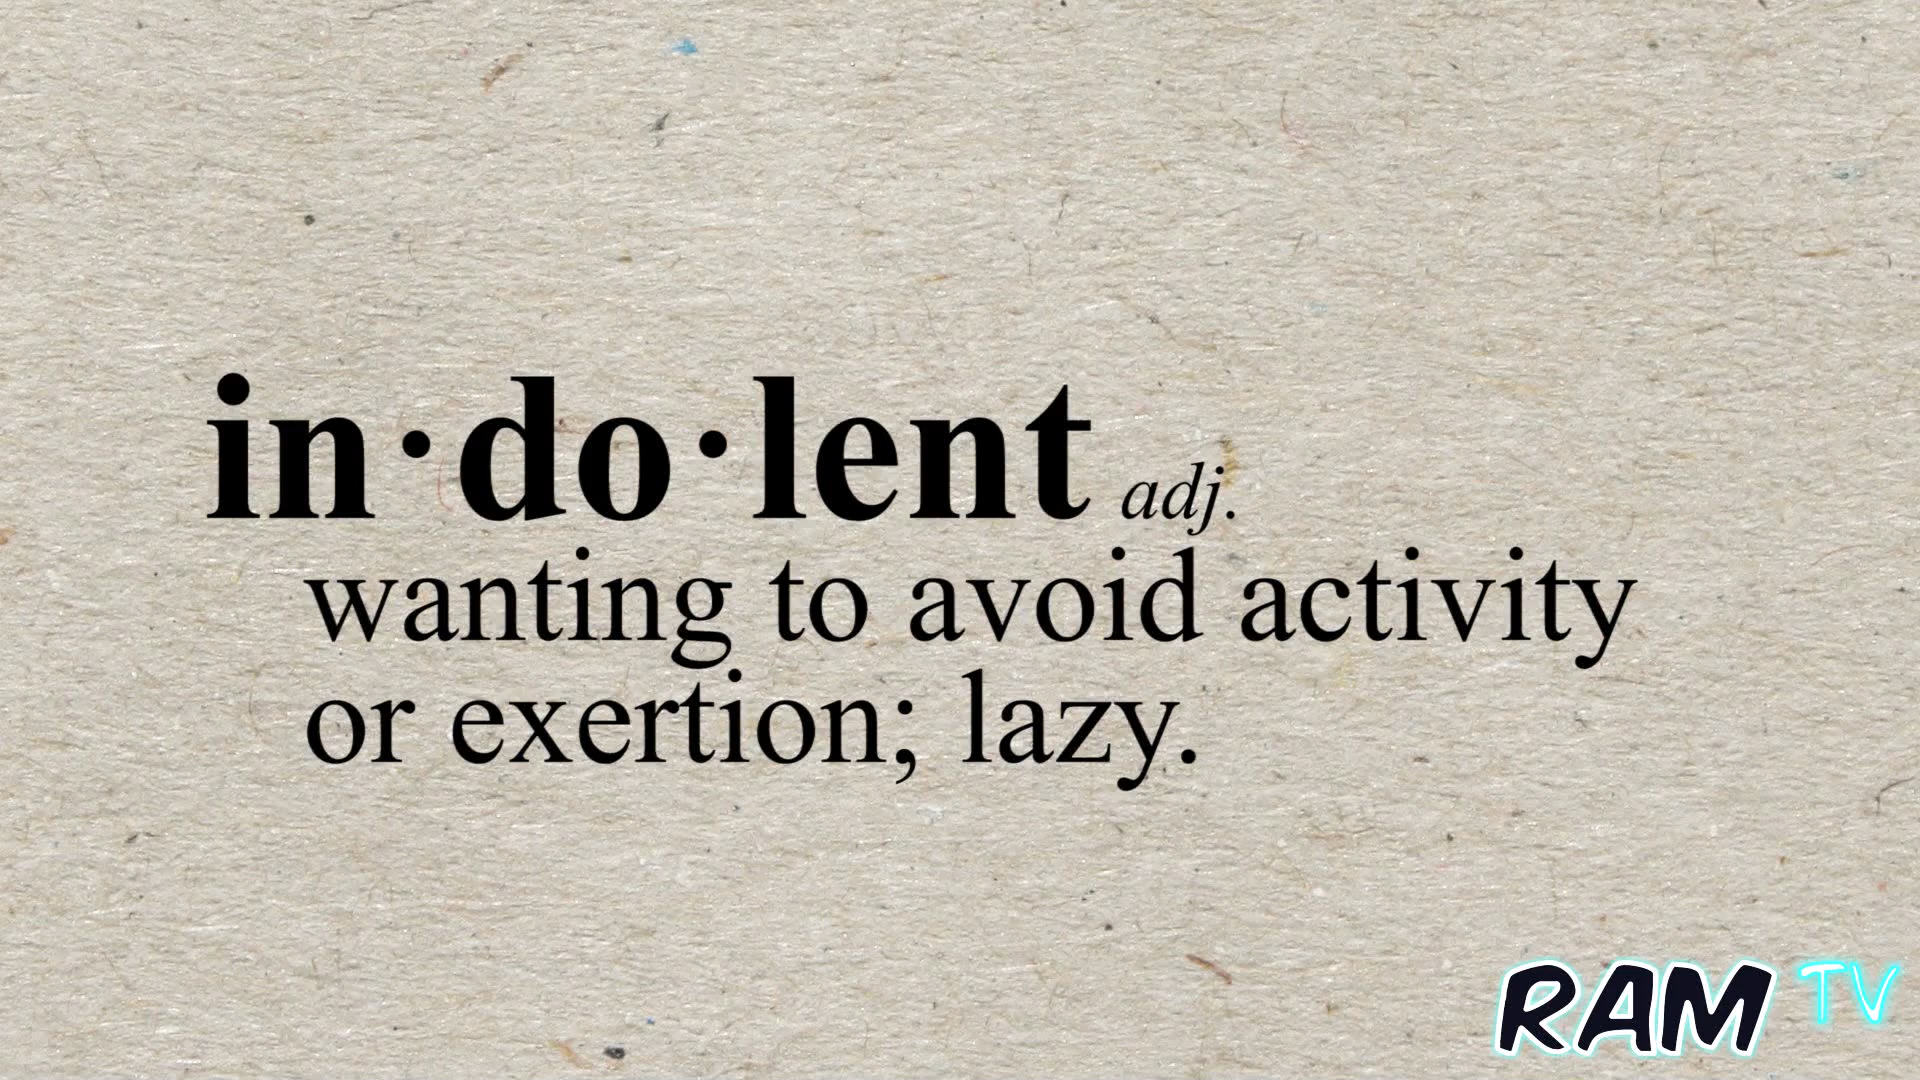 in·do·lent adj.
wanting to avoid activity
or exertion; lazy.
RAM TV